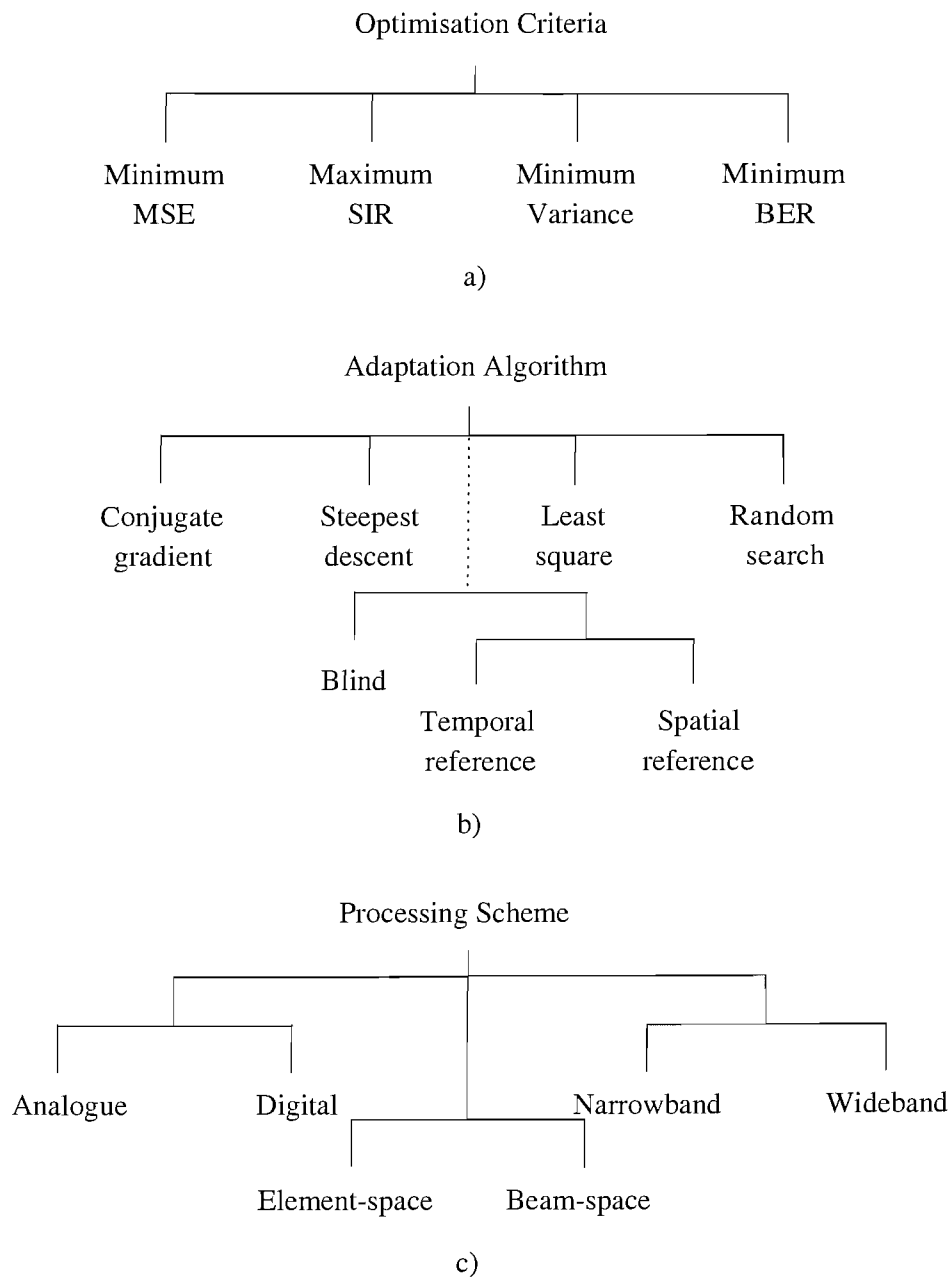 Optimisation Criteria
Minimum Maximum Minimum Minimum
MSE SIR Variance BER
a)
Adaptation Algorithm
Conjugate Steepest Least Random
gradient descent square search
Blind
Temporal Spatial
reference reference
b)
Processing Scheme
Analogue Digital Narrowband Wideband
Element-space Beam-space
c)